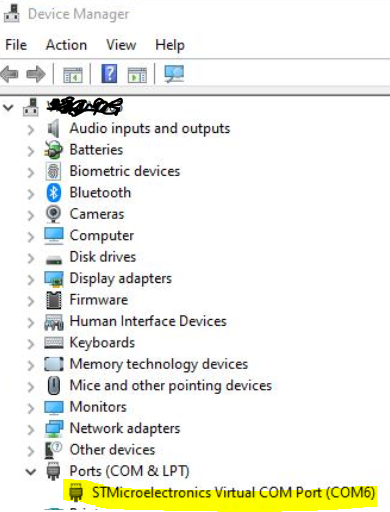 Device Manager
File Action View Help
Audio inputs and outputs
Batteries
Biometric devices
Bluetooth
Cameras
Computer
Disk drives
Display adapters
Firmware
Human Interface Devices
Keyboards
Memory technology devices
Mice and other pointing devices
Monitors
Network adapters
Other devices
Ports (COM & LPT)
STMicroelectronics Virtual COM Port (COM6)